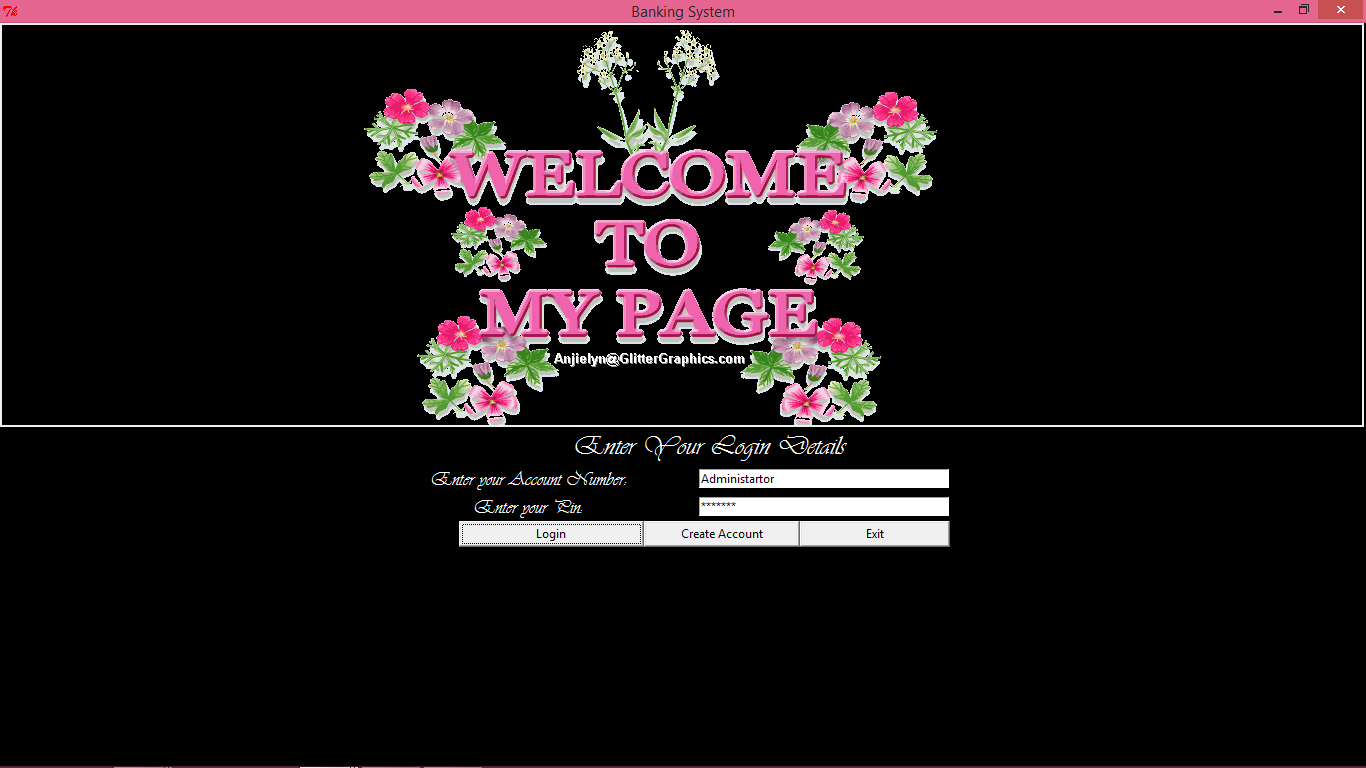 Tk
Banking System
WELCOME
TO
MY PAGE
Anjielyn@GlitterGraphics.com
Enter Your Login Details
Enter your Account Number:
Administartor
Enter your Pin:
*******
Login
Create Account
Exit